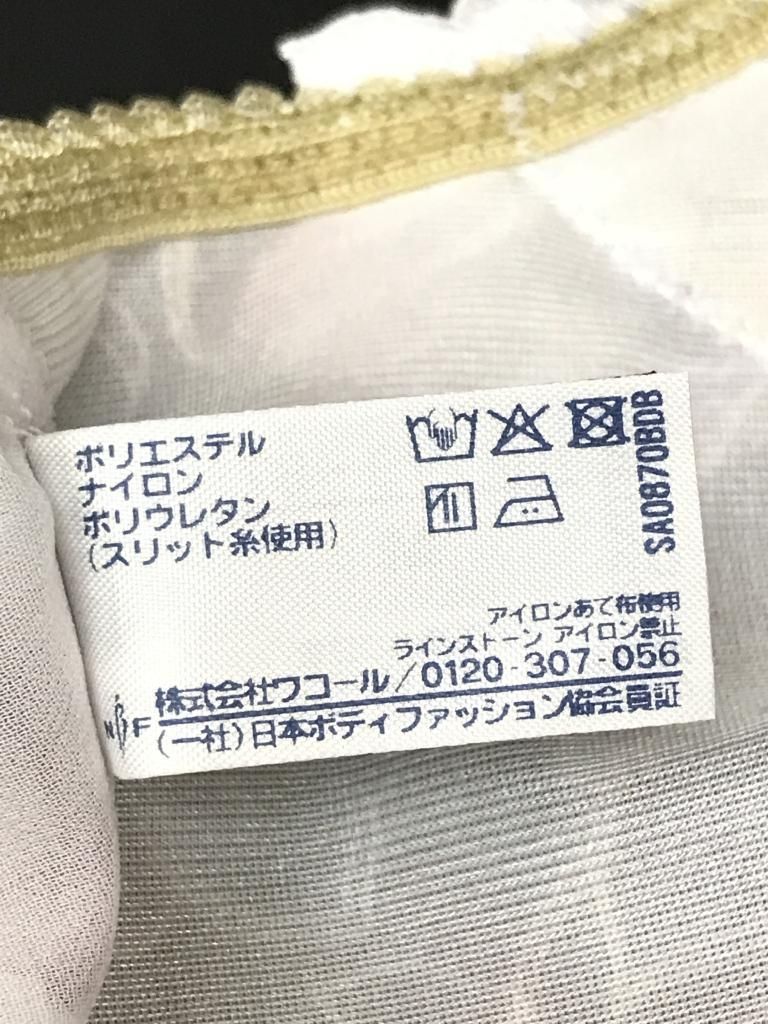 ポリエステル
ナイロン
ポリウレタン
(スリット糸使用)
SA0870BDB
アイロンあて布使用
ラインストーン アイロン禁止
株式会社ワコール/0120-307-056
NBF (一社)日本ボディファッション協会員証